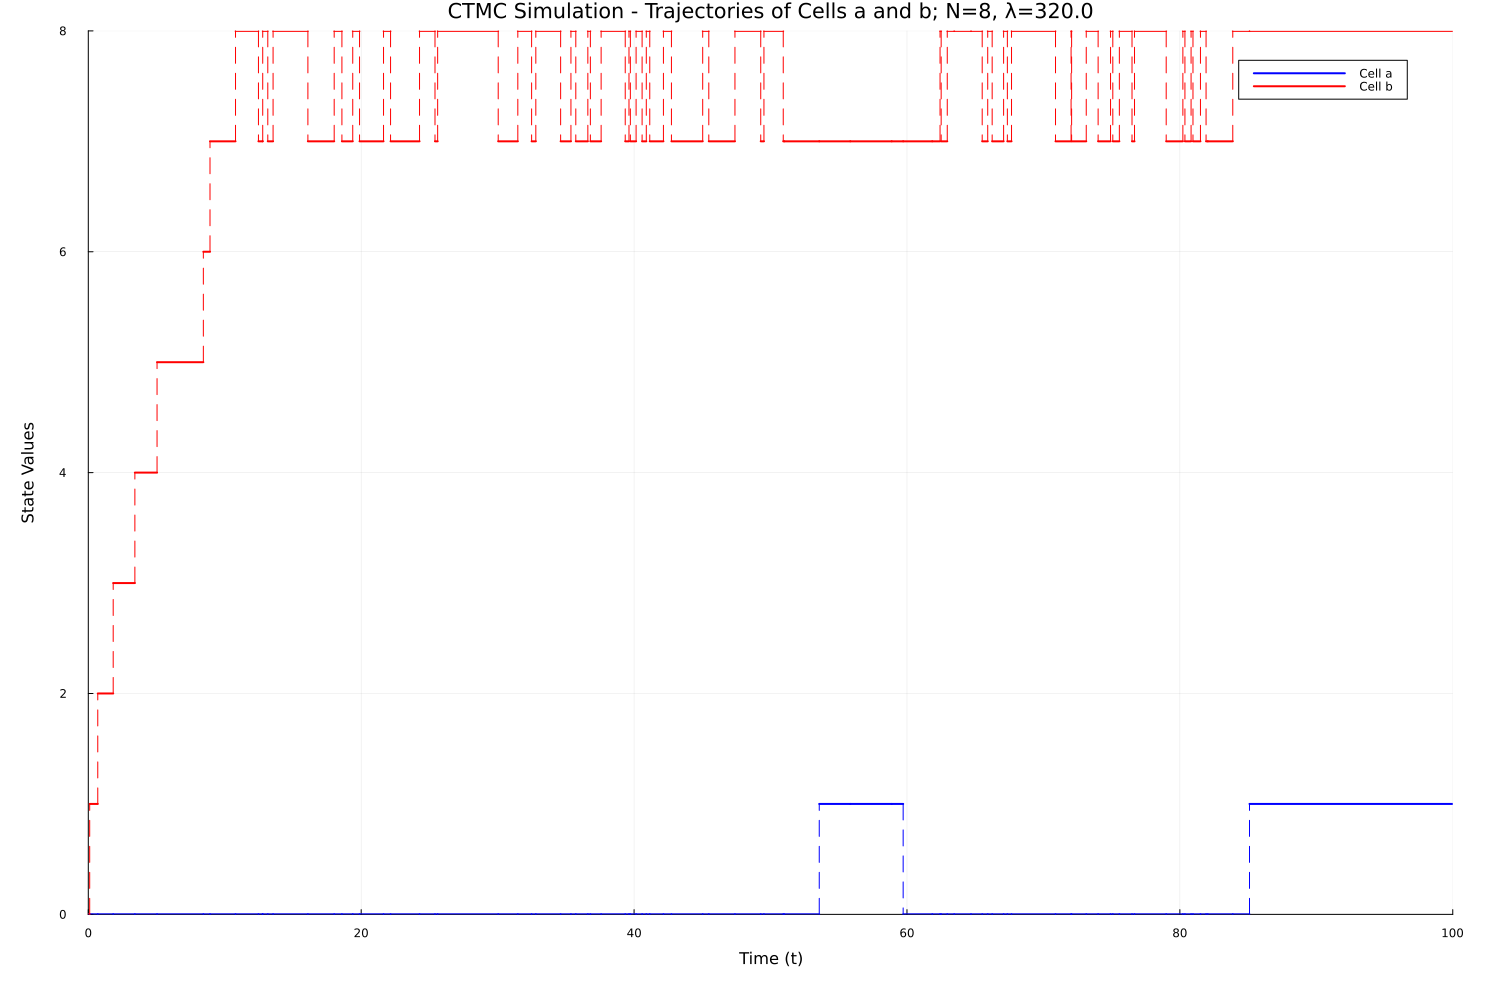 CTMC Simulation - Trajectories of Cells a and b; N=8, λ=320.0
8
Cell a
Cell b
6
State Values
4
2
0
0 20 40 60 80 100
Time (t)